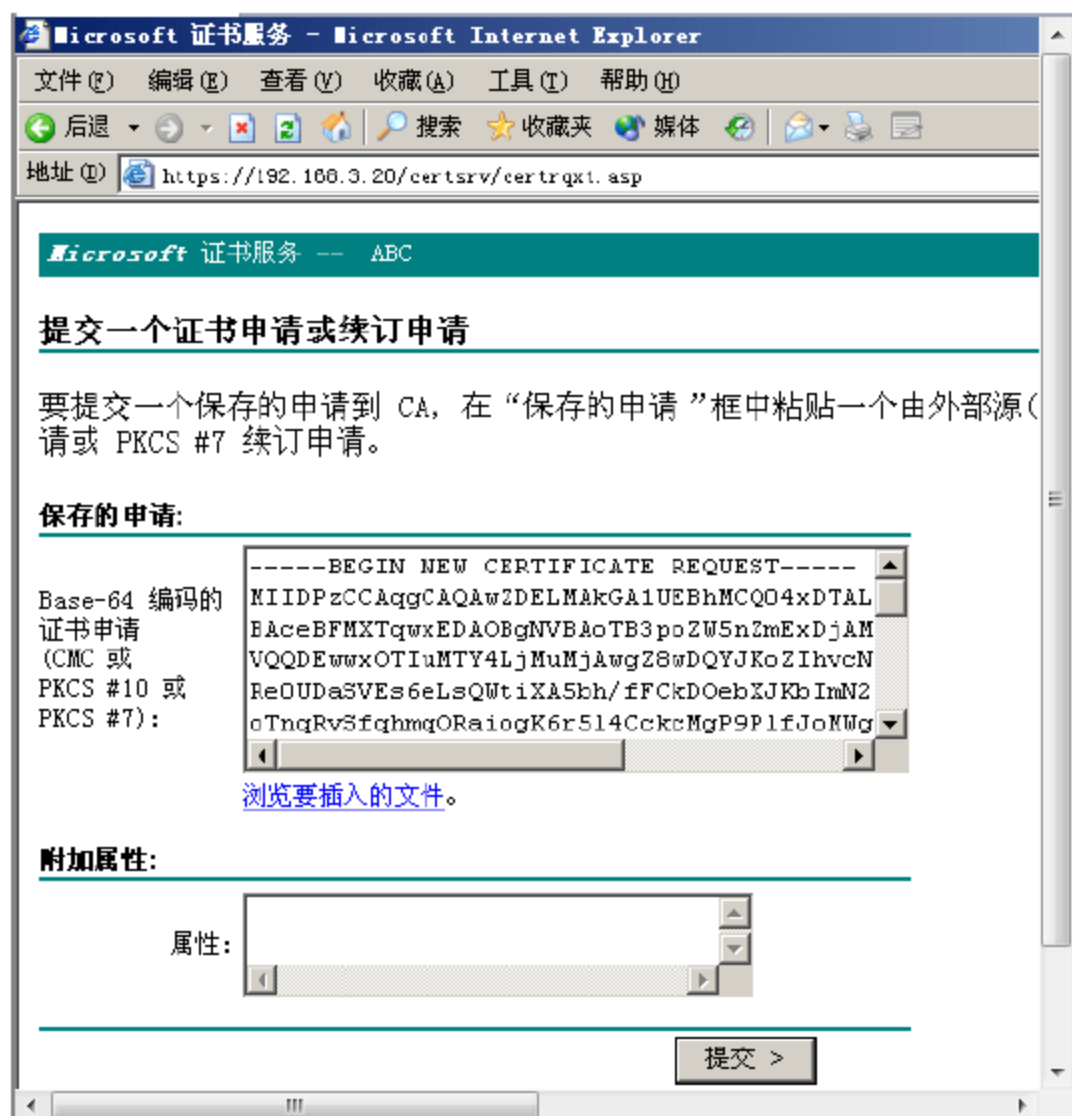 Microsoft 证书服务 - Microsoft Internet Explorer
文件(F) 编辑(E) 查看(V) 收藏(A) 工具(T) 帮助(H)
后退 搜索 收藏夹 媒体
地址(D) https://192.168.3.20/certsrv/certrqxt.asp
Microsoft 证书服务 -- ABC
提交一个证书申请或续订申请
要提交一个保存的申请到 CA, 在“保存的申请 ”框中粘贴一个由外部源(
请或 PKCS #7 续订申请。
保存的申请:
Base-64 编码的
证书申请
(CMC 或
PKCS #10 或
PKCS #7):
-----BEGIN NEW CERTIFICATE REQUEST-----
MIIDPzCCAqgCAQAwZDELMAkGA1UEBhMCQ04xDTAL
BAceBFMXTqwxEDAOBgNVBAoTB3poZW5nZmExDjAM
VQQDEwwxOTIuMTY4LjMuMjAwgZ8wDQYJKoZIhvcN
ReOUDaSVEs6eLsQWtiXA5bh/fFCkDOebXJKbImN2
oTnqRvSfqhmqORaiogK6r5l4CckcMgP9PlfJoNWg
浏览要插入的文件。
附加属性:
属性:
提交 >